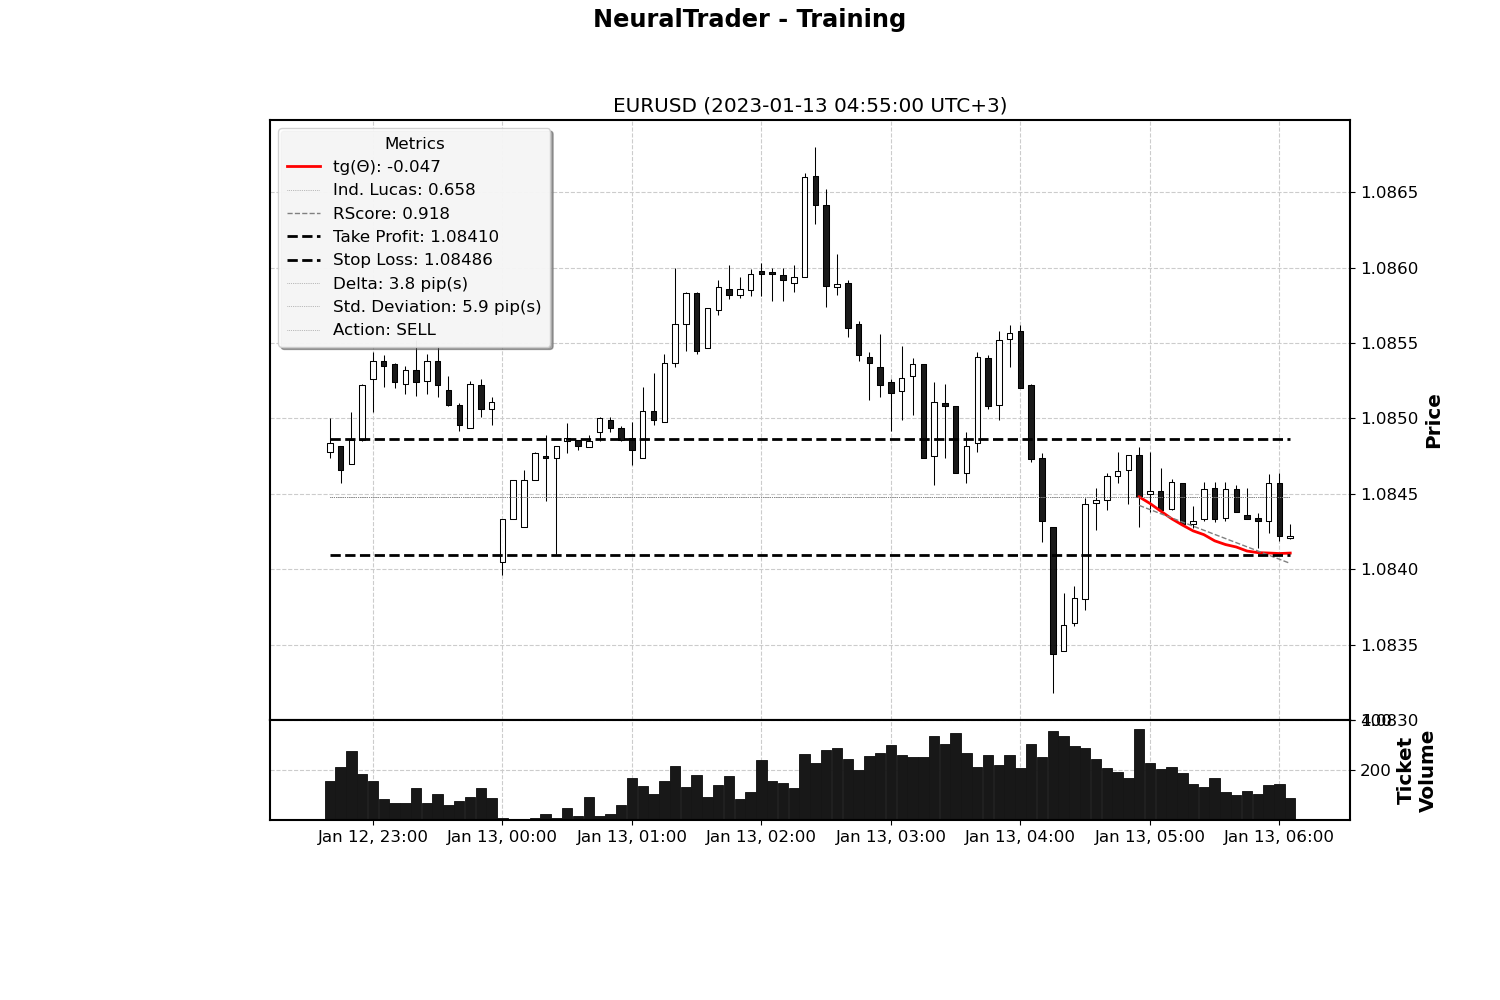 NeuralTrader - Training
EURUSD (2023-01-13 04:55:00 UTC+3)
Metrics
tg(Θ): -0.047
Ind. Lucas: 0.658
RScore: 0.918
Take Profit: 1.08410
Stop Loss: 1.08486
Delta: 3.8 pip(s)
Std. Deviation: 5.9 pip(s)
Action: SELL
1.0865
1.0860
1.0855
1.0850
1.0845
1.0840
1.0835
1.0830
Price
400
200
Ticket
Volume
Jan 12, 23:00
Jan 13, 00:00
Jan 13, 01:00
Jan 13, 02:00
Jan 13, 03:00
Jan 13, 04:00
Jan 13, 05:00
Jan 13, 06:00